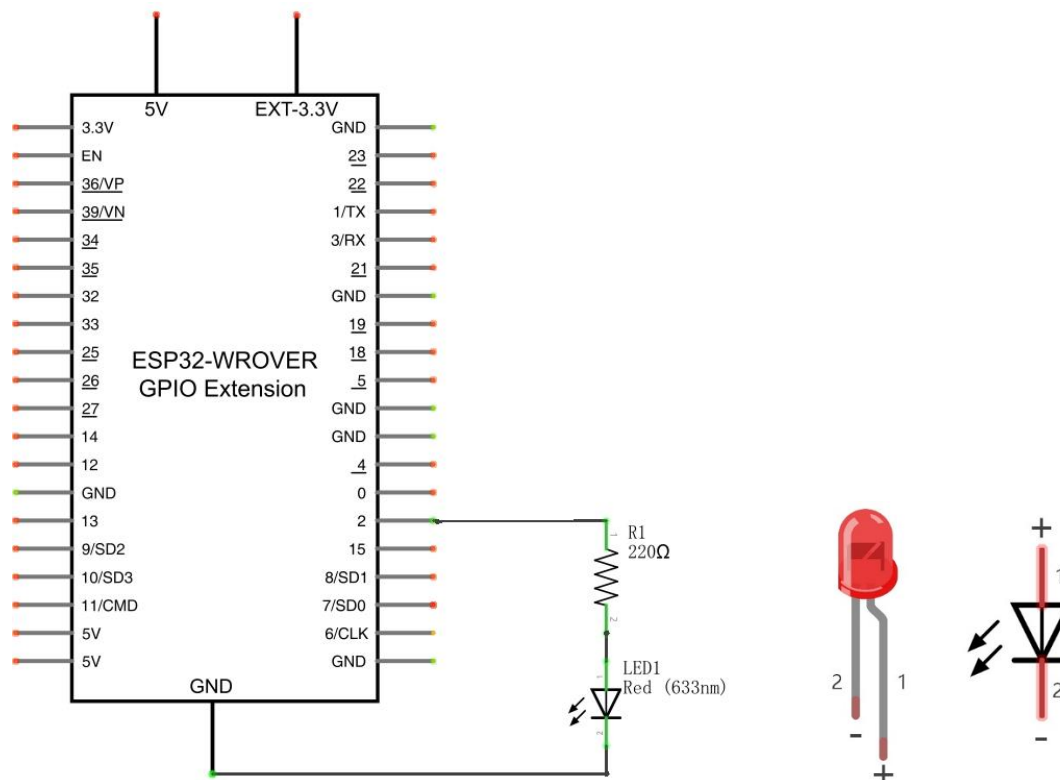 5V
EXT-3.3V
3.3V
EN
36/VP
39/VN
34
35
32
33
25
26
27
14
12
GND
13
9/SD2
10/SD3
11/CMD
5V
5V
ESP32-WROVER
GPIO Extension
GND
23
22
1/TX
3/RX
21
GND
19
18
5
GND
GND
4
0
2
15
8/SD1
7/SD0
6/CLK
GND
GND
1
R1
220Ω
2
1
LED1
Red (633nm)
2
2
1
-
+
+
1
2
-